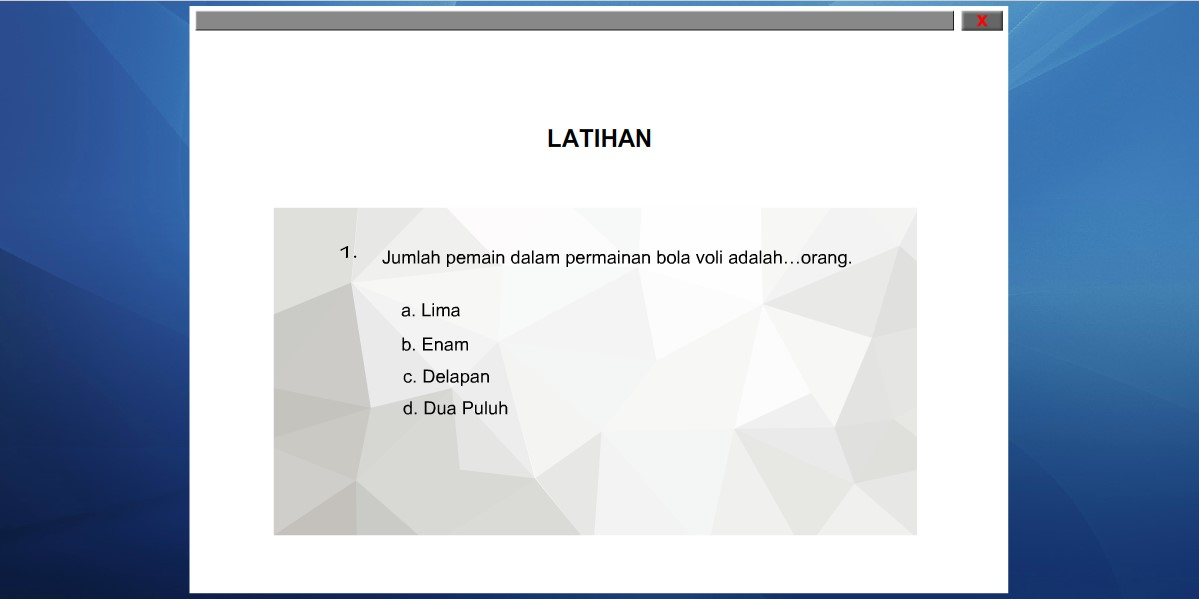 X
LATIHAN
1. Jumlah pemain dalam permainan bola voli adalah...orang.
a. Lima
b. Enam
c. Delapan
d. Dua Puluh